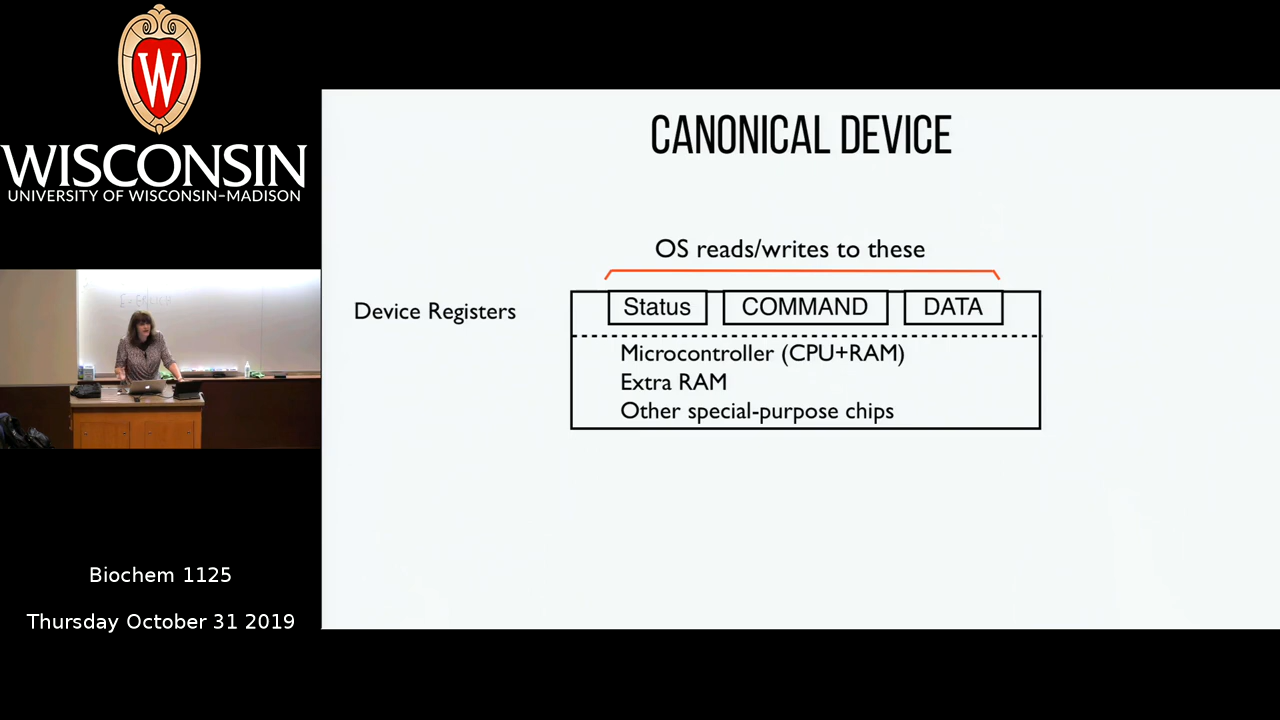 W
WISCONSIN
UNIVERSITY OF WISCONSIN-MADISON
Biochem 1125
Thursday October 31 2019
CANONICAL DEVICE
OS reads/writes to these
Device Registers
Status COMMAND DATA
Microcontroller (CPU+RAM)
Extra RAM
Other special-purpose chips